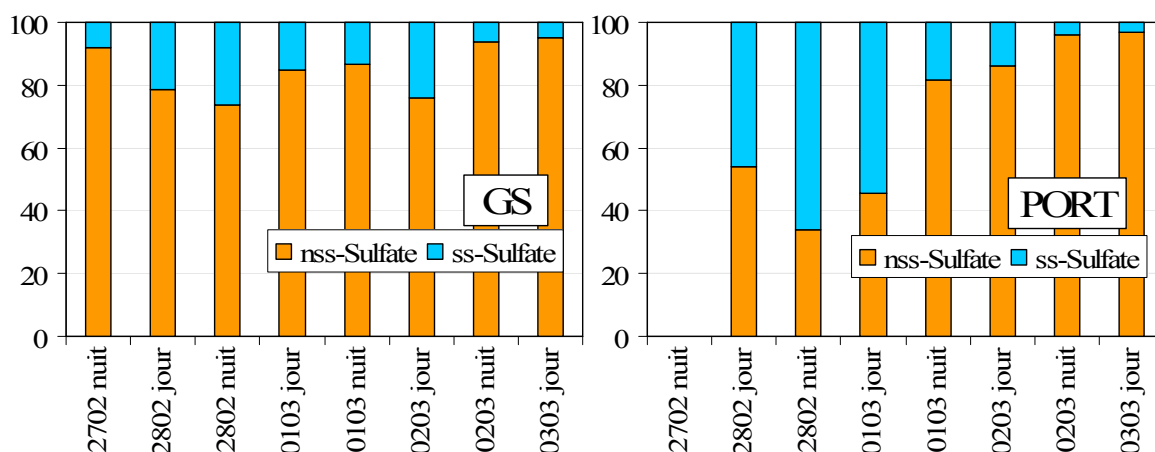 100
80
60
40
20
0
GS
nss-Sulfate ss-Sulfate
2702 nuit
2802 jour
2802 nuit
0103 jour
0103 nuit
0203 jour
0203 nuit
0303 jour
100
80
60
40
20
0
PORT
nss-Sulfate ss-Sulfate
2702 nuit
2802 jour
2802 nuit
0103 jour
0103 nuit
0203 jour
0203 nuit
0303 jour